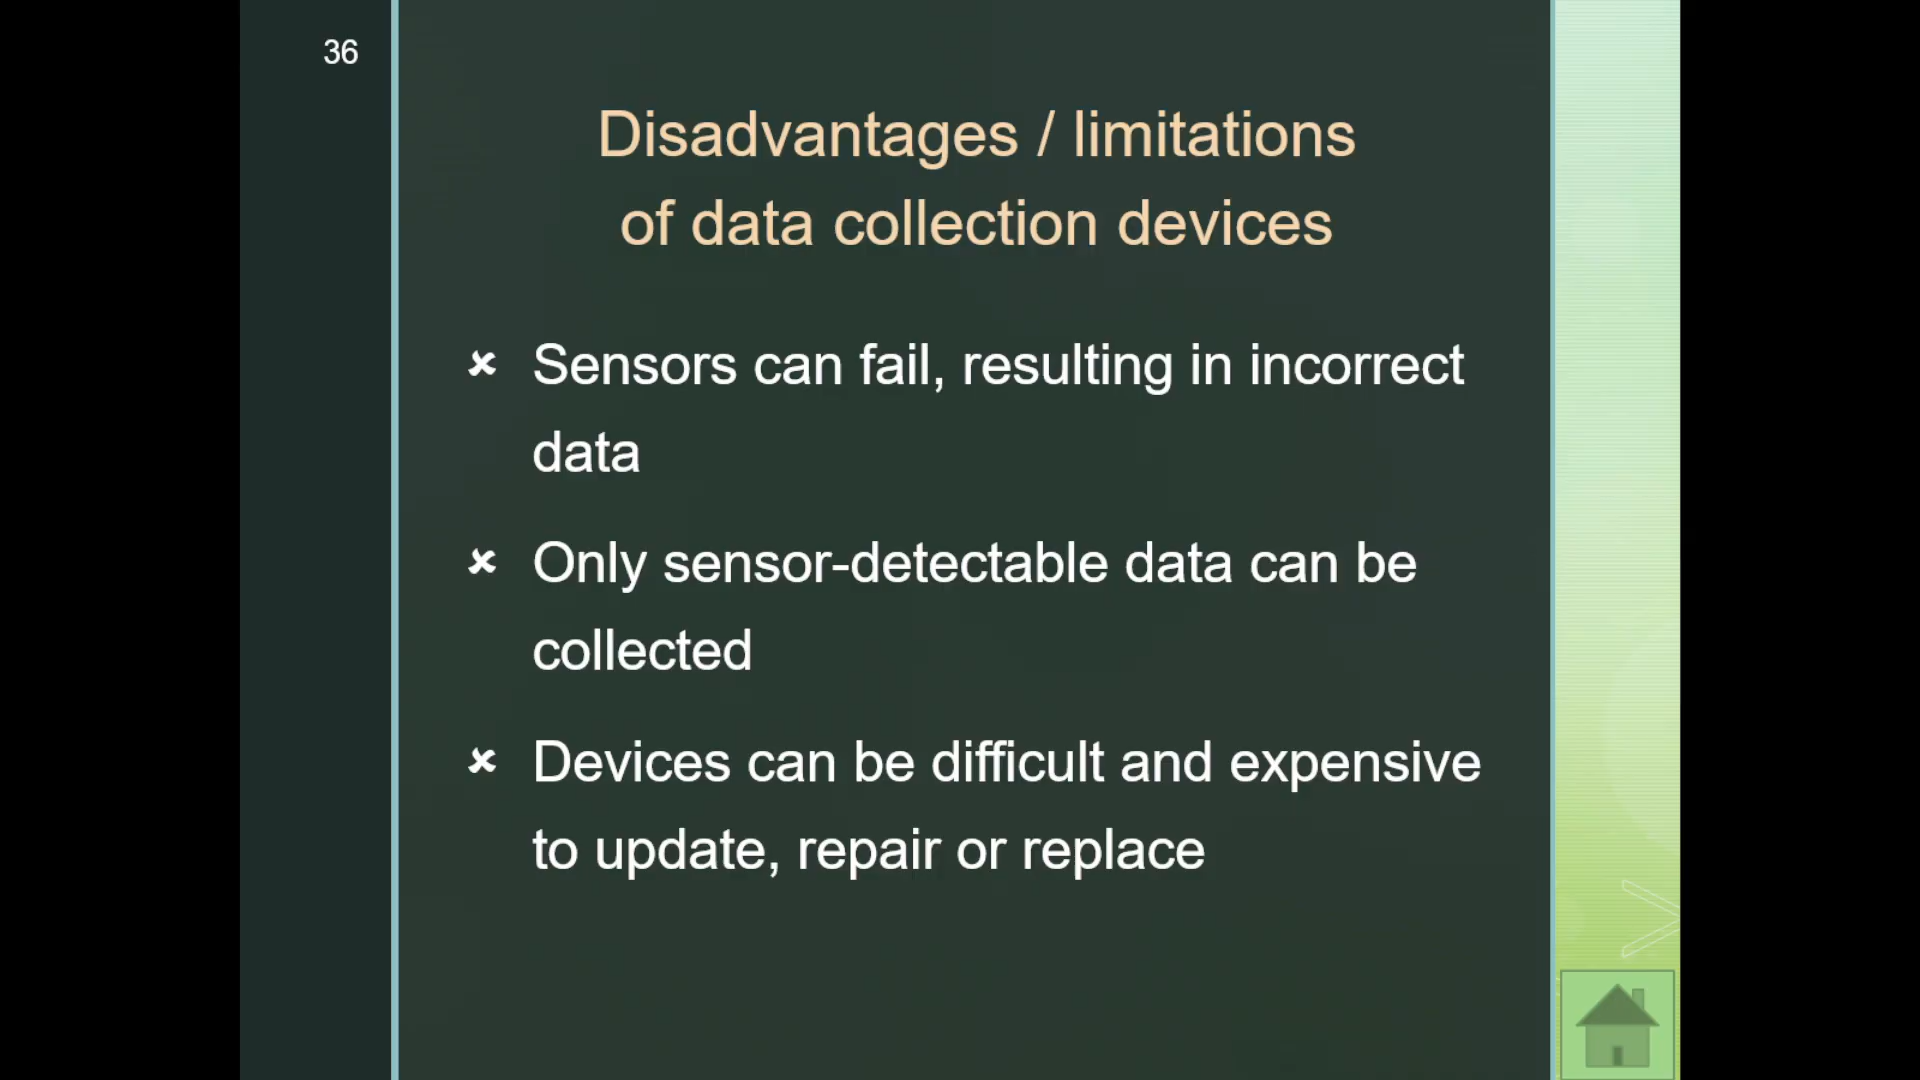 36
Disadvantages / limitations
of data collection devices
× Sensors can fail, resulting in incorrect
data
× Only sensor-detectable data can be
collected
× Devices can be difficult and expensive
to update, repair or replace